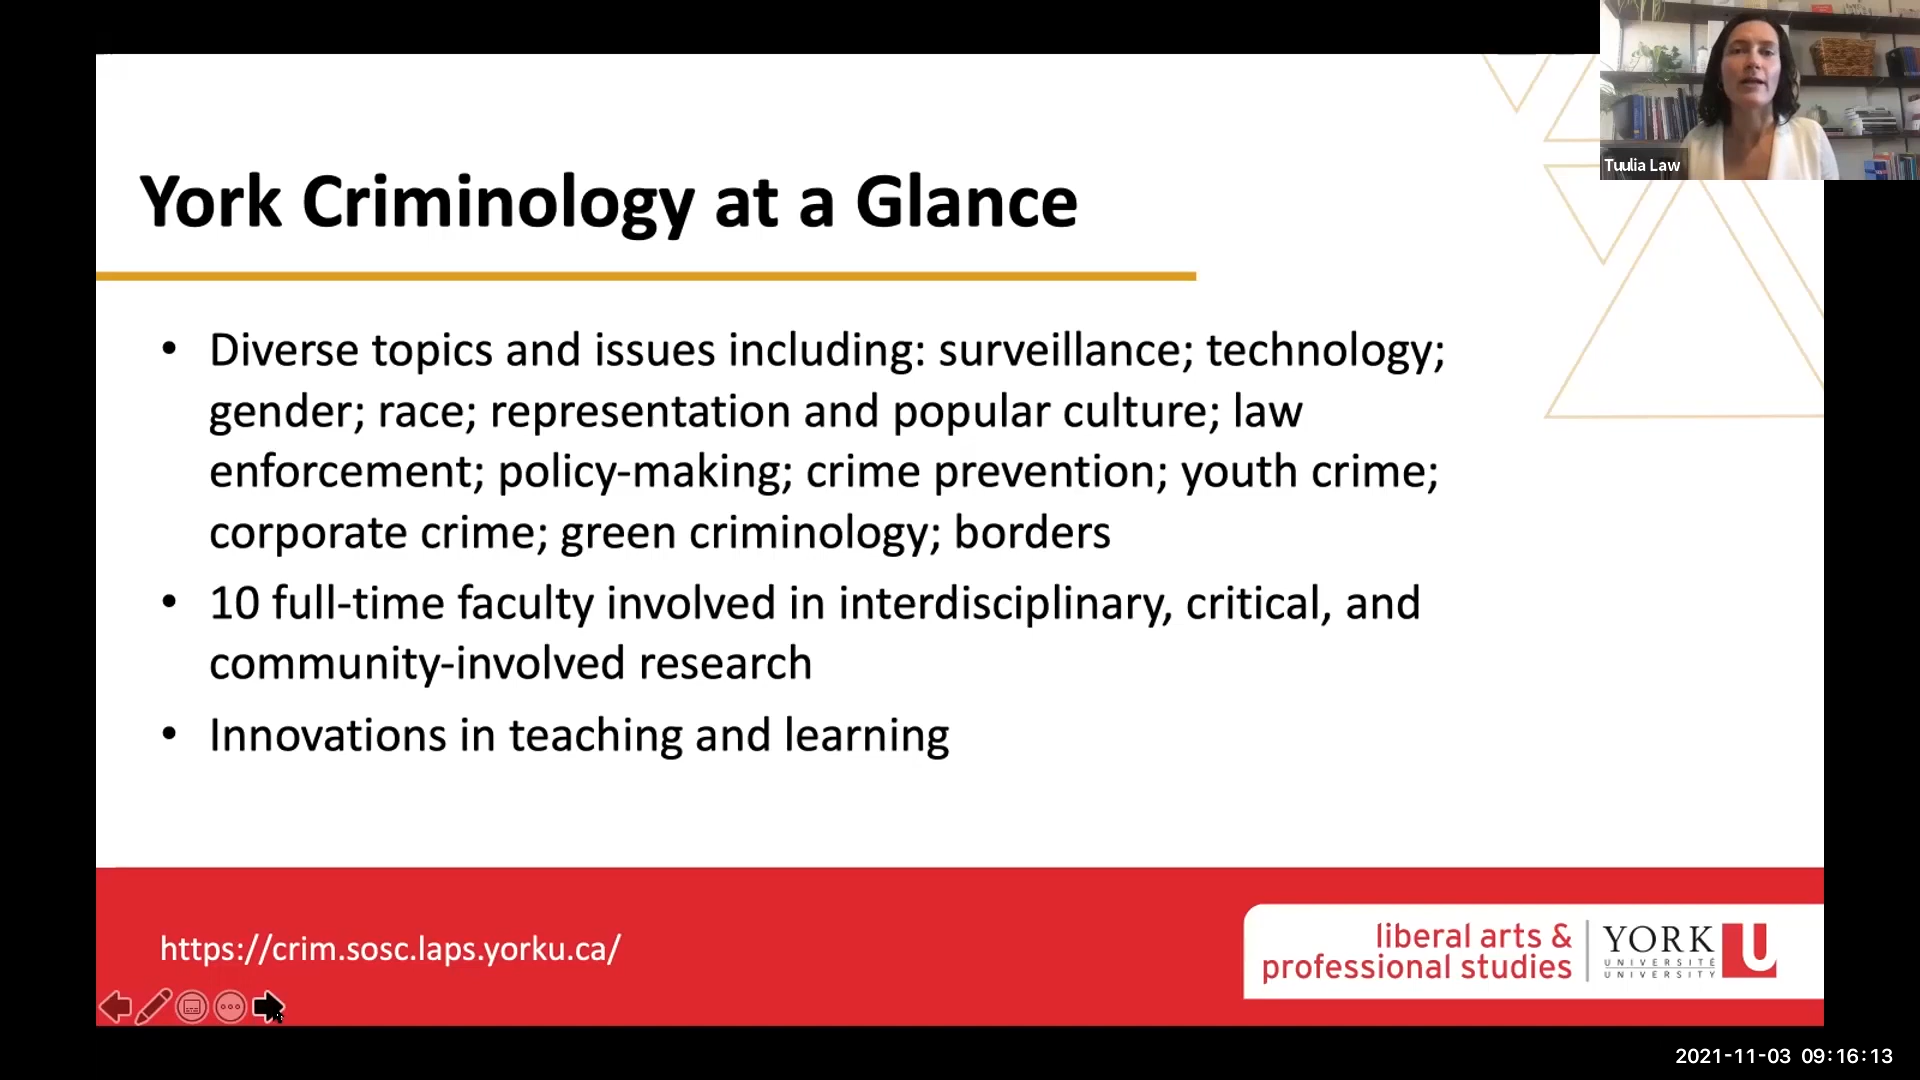 Tuulia Law
York Criminology at a Glance
• Diverse topics and issues including: surveillance; technology;
gender; race; representation and popular culture; law
enforcement; policy-making; crime prevention; youth crime;
corporate crime; green criminology; borders
• 10 full-time faculty involved in interdisciplinary, critical, and
community-involved research
• Innovations in teaching and learning
https://crim.sosc.laps.yorku.ca/
liberal arts &
professional studies
YORK U
UNIVERSITÉ
UNIVERSITY
2021-11-03 09:16:13